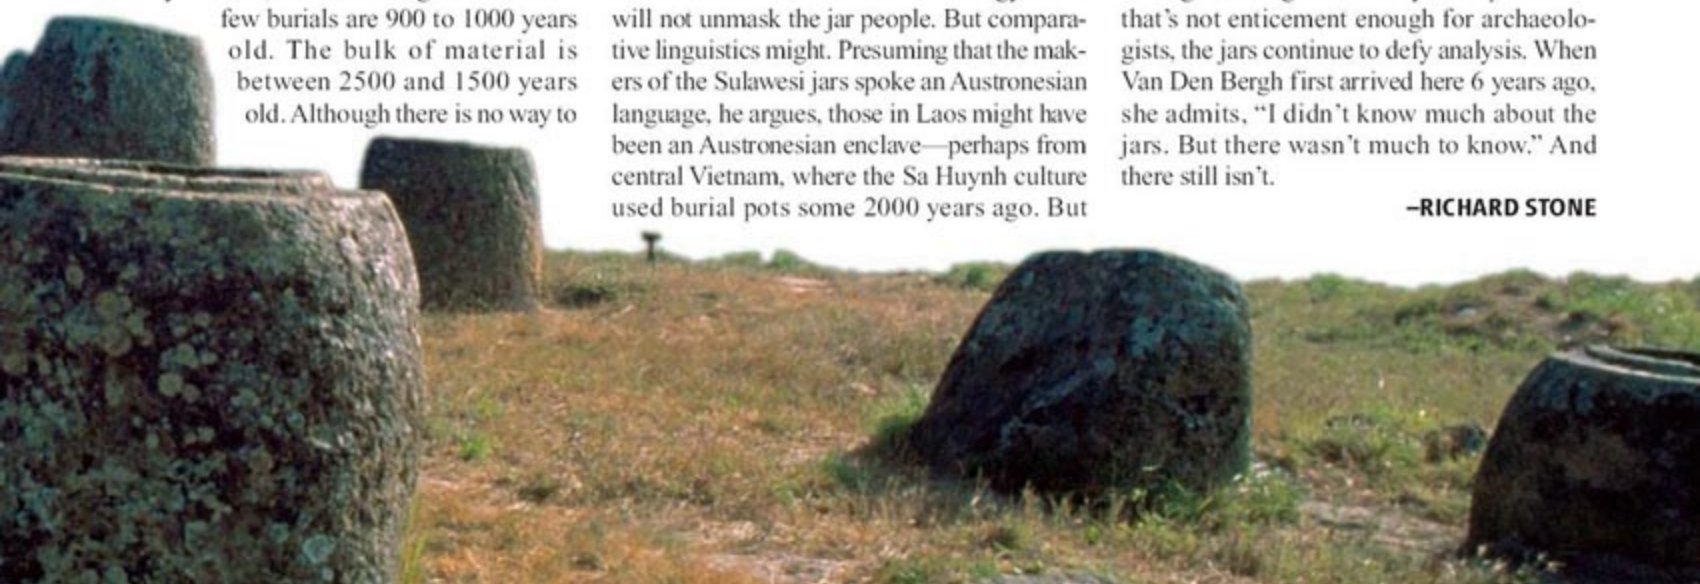 few burials are 900 to 1000 years
old. The bulk of material is
between 2500 and 1500 years
old. Although there is no way to
will not unmask the jar people. But compara-
tive linguistics might. Presuming that the mak-
ers of the Sulawesi jars spoke an Austronesian
language, he argues, those in Laos might have
been an Austronesian enclave—perhaps from
central Vietnam, where the Sa Huynh culture
used burial pots some 2000 years ago. But
that's not enticement enough for archaeolo-
gists, the jars continue to defy analysis. When
Van Den Bergh first arrived here 6 years ago,
she admits, “I didn't know much about the
jars. But there wasn't much to know.” And
there still isn't.
–RICHARD STONE